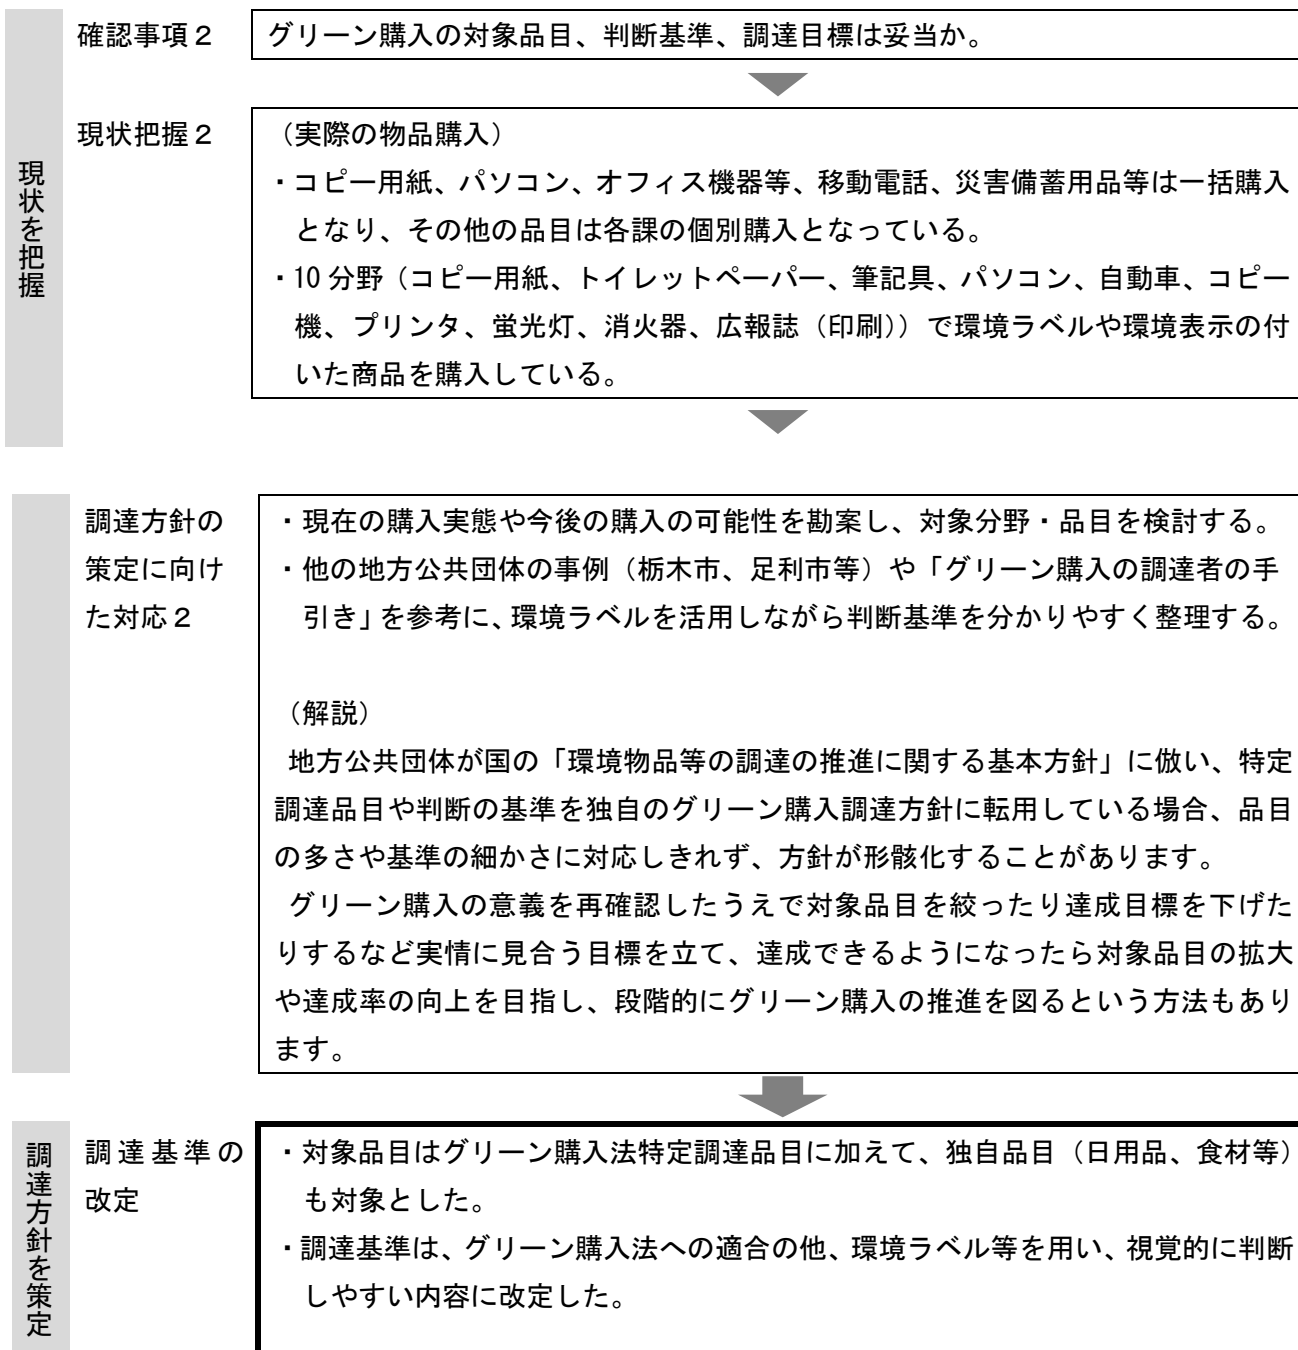 現状を把握
確認事項2
グリーン購入の対象品目、判断基準、調達目標は妥当か。
現状把握2
（実際の物品購入）
・コピー用紙、パソコン、オフィス機器等、移動電話、災害備蓄用品等は一括購入
となり、その他の品目は各課の個別購入となっている。
・10分野（コピー用紙、トイレットペーパー、筆記具、パソコン、自動車、コピー
機、プリンタ、蛍光灯、消火器、広報誌（印刷））で環境ラベルや環境表示の付
いた商品を購入している。
調達方針の
策定に向け
た対応2
・現在の購入実態や今後の購入の可能性を勘案し、対象分野・品目を検討する。
・他の地方公共団体の事例（栃木市、足利市等）や「グリーン購入の調達者の手
引き」を参考に、環境ラベルを活用しながら判断基準を分かりやすく整理する。
（解説）
地方公共団体が国の「環境物品等の調達の推進に関する基本方針」に倣い、特定
調達品目や判断の基準を独自のグリーン購入調達方針に転用している場合、品目
の多さや基準の細かさに対応しきれず、方針が形骸化することがあります。
グリーン購入の意義を再確認したうえで対象品目を絞ったり達成目標を下げた
りするなど実情に見合う目標を立て、達成できるようになったら対象品目の拡大
や達成率の向上を目指し、段階的にグリーン購入の推進を図るという方法もあり
ます。
調達方針を策定
調達基準の
改定
・対象品目はグリーン購入法特定調達品目に加えて、独自品目（日用品、食材等）
も対象とした。
・調達基準は、グリーン購入法への適合の他、環境ラベル等を用い、視覚的に判断
しやすい内容に改定した。